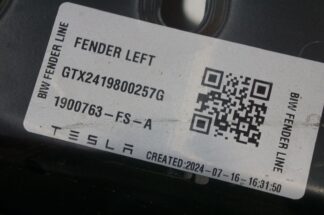 BIW FENDER LINE
FENDER LEFT
GTX2419800257G
1900763-FS-A
TESLA
CREATED:2024-07-16-16:31:50
BIW FENDER LINE